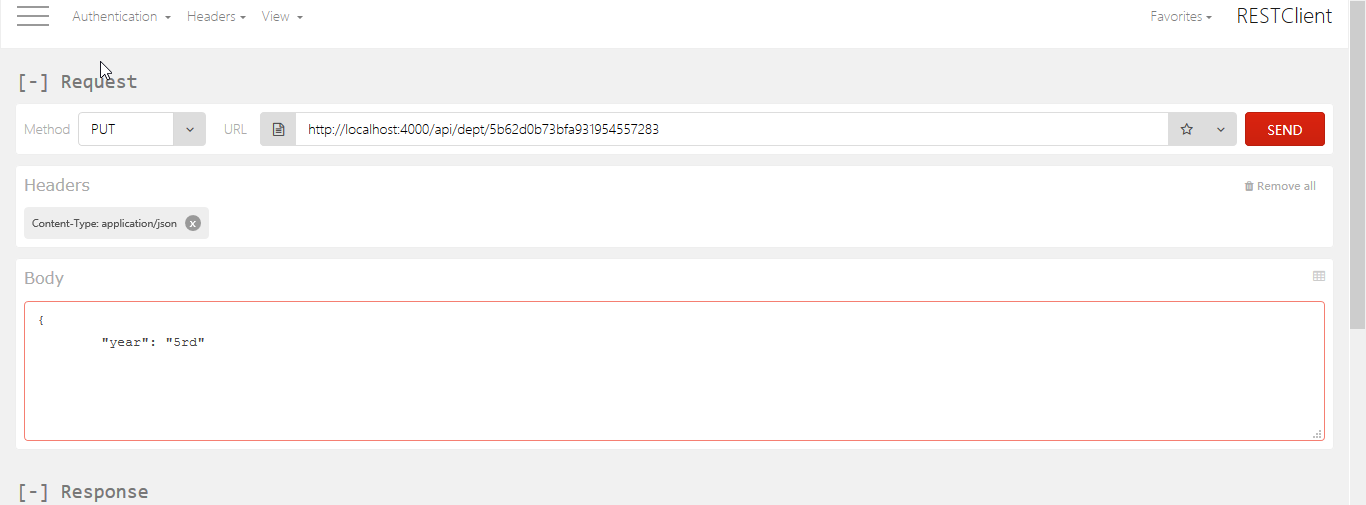 Authentication Headers View Favorites RESTClient
[-] Request
Method PUT URL http://localhost:4000/api/dept/5b62d0b73bfa931954557283 SEND
Headers Remove all
Content-Type: application/json x
Body
{
"year": "5rd"
[-] Response